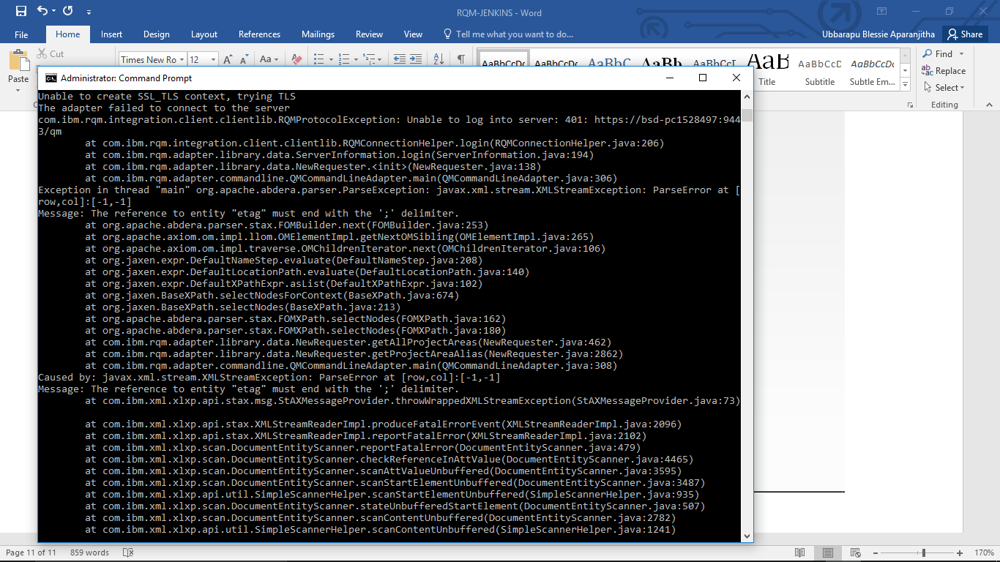 RQM-JENKINS - Word
File Home Insert Design Layout References Mailings Review View Tell me what you want to do... Ubbarapu Blessie Aparanjitha Share
Cut
Paste
Times New Ro 12 Aa
AaBbCcDc AaBbCcDc AaBbC AaBb AaBbCcI AaB AaBbCcD AaBbCcDc
Title Subtitle Subtle Em...
Find
Replace
Select
Editing
Administrator: Command Prompt
Unable to create SSL_TLS context, trying TLS
The adapter failed to connect to the server
com.ibm.rqm.integration.client.clientlib.RQMProtocolException: Unable to log into server: 401: https://bsd-pc1528497:944
3/qm
at com.ibm.rqm.integration.client.clientlib.RQMConnectionHelper.login(RQMConnectionHelper.java:206)
at com.ibm.rqm.adapter.library.data.ServerInformation.login(ServerInformation.java:194)
at com.ibm.rqm.adapter.library.data.NewRequester.<init>(NewRequester.java:138)
at com.ibm.rqm.adapter.commandline.QMCommandLineAdapter.main(QMCommandLineAdapter.java:306)
Exception in thread "main" org.apache.abdera.parser.ParseException: javax.xml.stream.XMLStreamException: ParseError at [
row,col]:[-1,-1]
Message: The reference to entity "etag" must end with the ';' delimiter.
at org.apache.abdera.parser.stax.FOMBuilder.next(FOMBuilder.java:253)
at org.apache.axiom.om.impl.llom.OMElementImpl.getNextOMSibling(OMElementImpl.java:265)
at org.apache.axiom.om.impl.traverse.OMChildrenIterator.next(OMChildrenIterator.java:106)
at org.jaxen.expr.DefaultNameStep.evaluate(DefaultNameStep.java:208)
at org.jaxen.expr.DefaultLocationPath.evaluate(DefaultLocationPath.java:140)
at org.jaxen.expr.DefaultXPathExpr.asList(DefaultXPathExpr.java:102)
at org.jaxen.BaseXPath.selectNodesForContext(BaseXPath.java:674)
at org.jaxen.BaseXPath.selectNodes(BaseXPath.java:213)
at org.apache.abdera.parser.stax.FOMXPath.selectNodes(FOMXPath.java:162)
at org.apache.abdera.parser.stax.FOMXPath.selectNodes(FOMXPath.java:180)
at com.ibm.rqm.adapter.library.data.NewRequester.getAllProjectAreas(NewRequester.java:462)
at com.ibm.rqm.adapter.library.data.NewRequester.getProjectAreaAlias(NewRequester.java:2862)
at com.ibm.rqm.adapter.commandline.QMCommandLineAdapter.main(QMCommandLineAdapter.java:308)
Caused by: javax.xml.stream.XMLStreamException: ParseError at [row,col]:[-1,-1]
Message: The reference to entity "etag" must end with the ';' delimiter.
at com.ibm.xml.xlxp.api.stax.msg.StAXMessageProvider.throwWrappedXMLStreamException(StAXMessageProvider.java:73)
at com.ibm.xml.xlxp.api.stax.XMLStreamReaderImpl.produceFatalErrorEvent(XMLStreamReaderImpl.java:2096)
at com.ibm.xml.xlxp.api.stax.XMLStreamReaderImpl.reportFatalError(XMLStreamReaderImpl.java:2102)
at com.ibm.xml.xlxp.scan.DocumentEntityScanner.reportFatalError(DocumentEntityScanner.java:479)
at com.ibm.xml.xlxp.scan.DocumentEntityScanner.checkReferenceInAttValue(DocumentEntityScanner.java:4465)
at com.ibm.xml.xlxp.scan.DocumentEntityScanner.scanAttValueUnbuffered(DocumentEntityScanner.java:3595)
at com.ibm.xml.xlxp.scan.DocumentEntityScanner.scanStartElementUnbuffered(DocumentEntityScanner.java:3487)
at com.ibm.xml.xlxp.api.util.SimpleScannerHelper.scanStartElementUnbuffered(SimpleScannerHelper.java:935)
at com.ibm.xml.xlxp.scan.DocumentEntityScanner.stateUnbufferedStartElement(DocumentEntityScanner.java:507)
at com.ibm.xml.xlxp.scan.DocumentEntityScanner.scanContentUnbuffered(DocumentEntityScanner.java:2782)
at com.ibm.xml.xlxp.api.util.SimpleScannerHelper.scanContentUnbuffered(SimpleScannerHelper.java:1241)
Page 11 of 11 859 words 170%